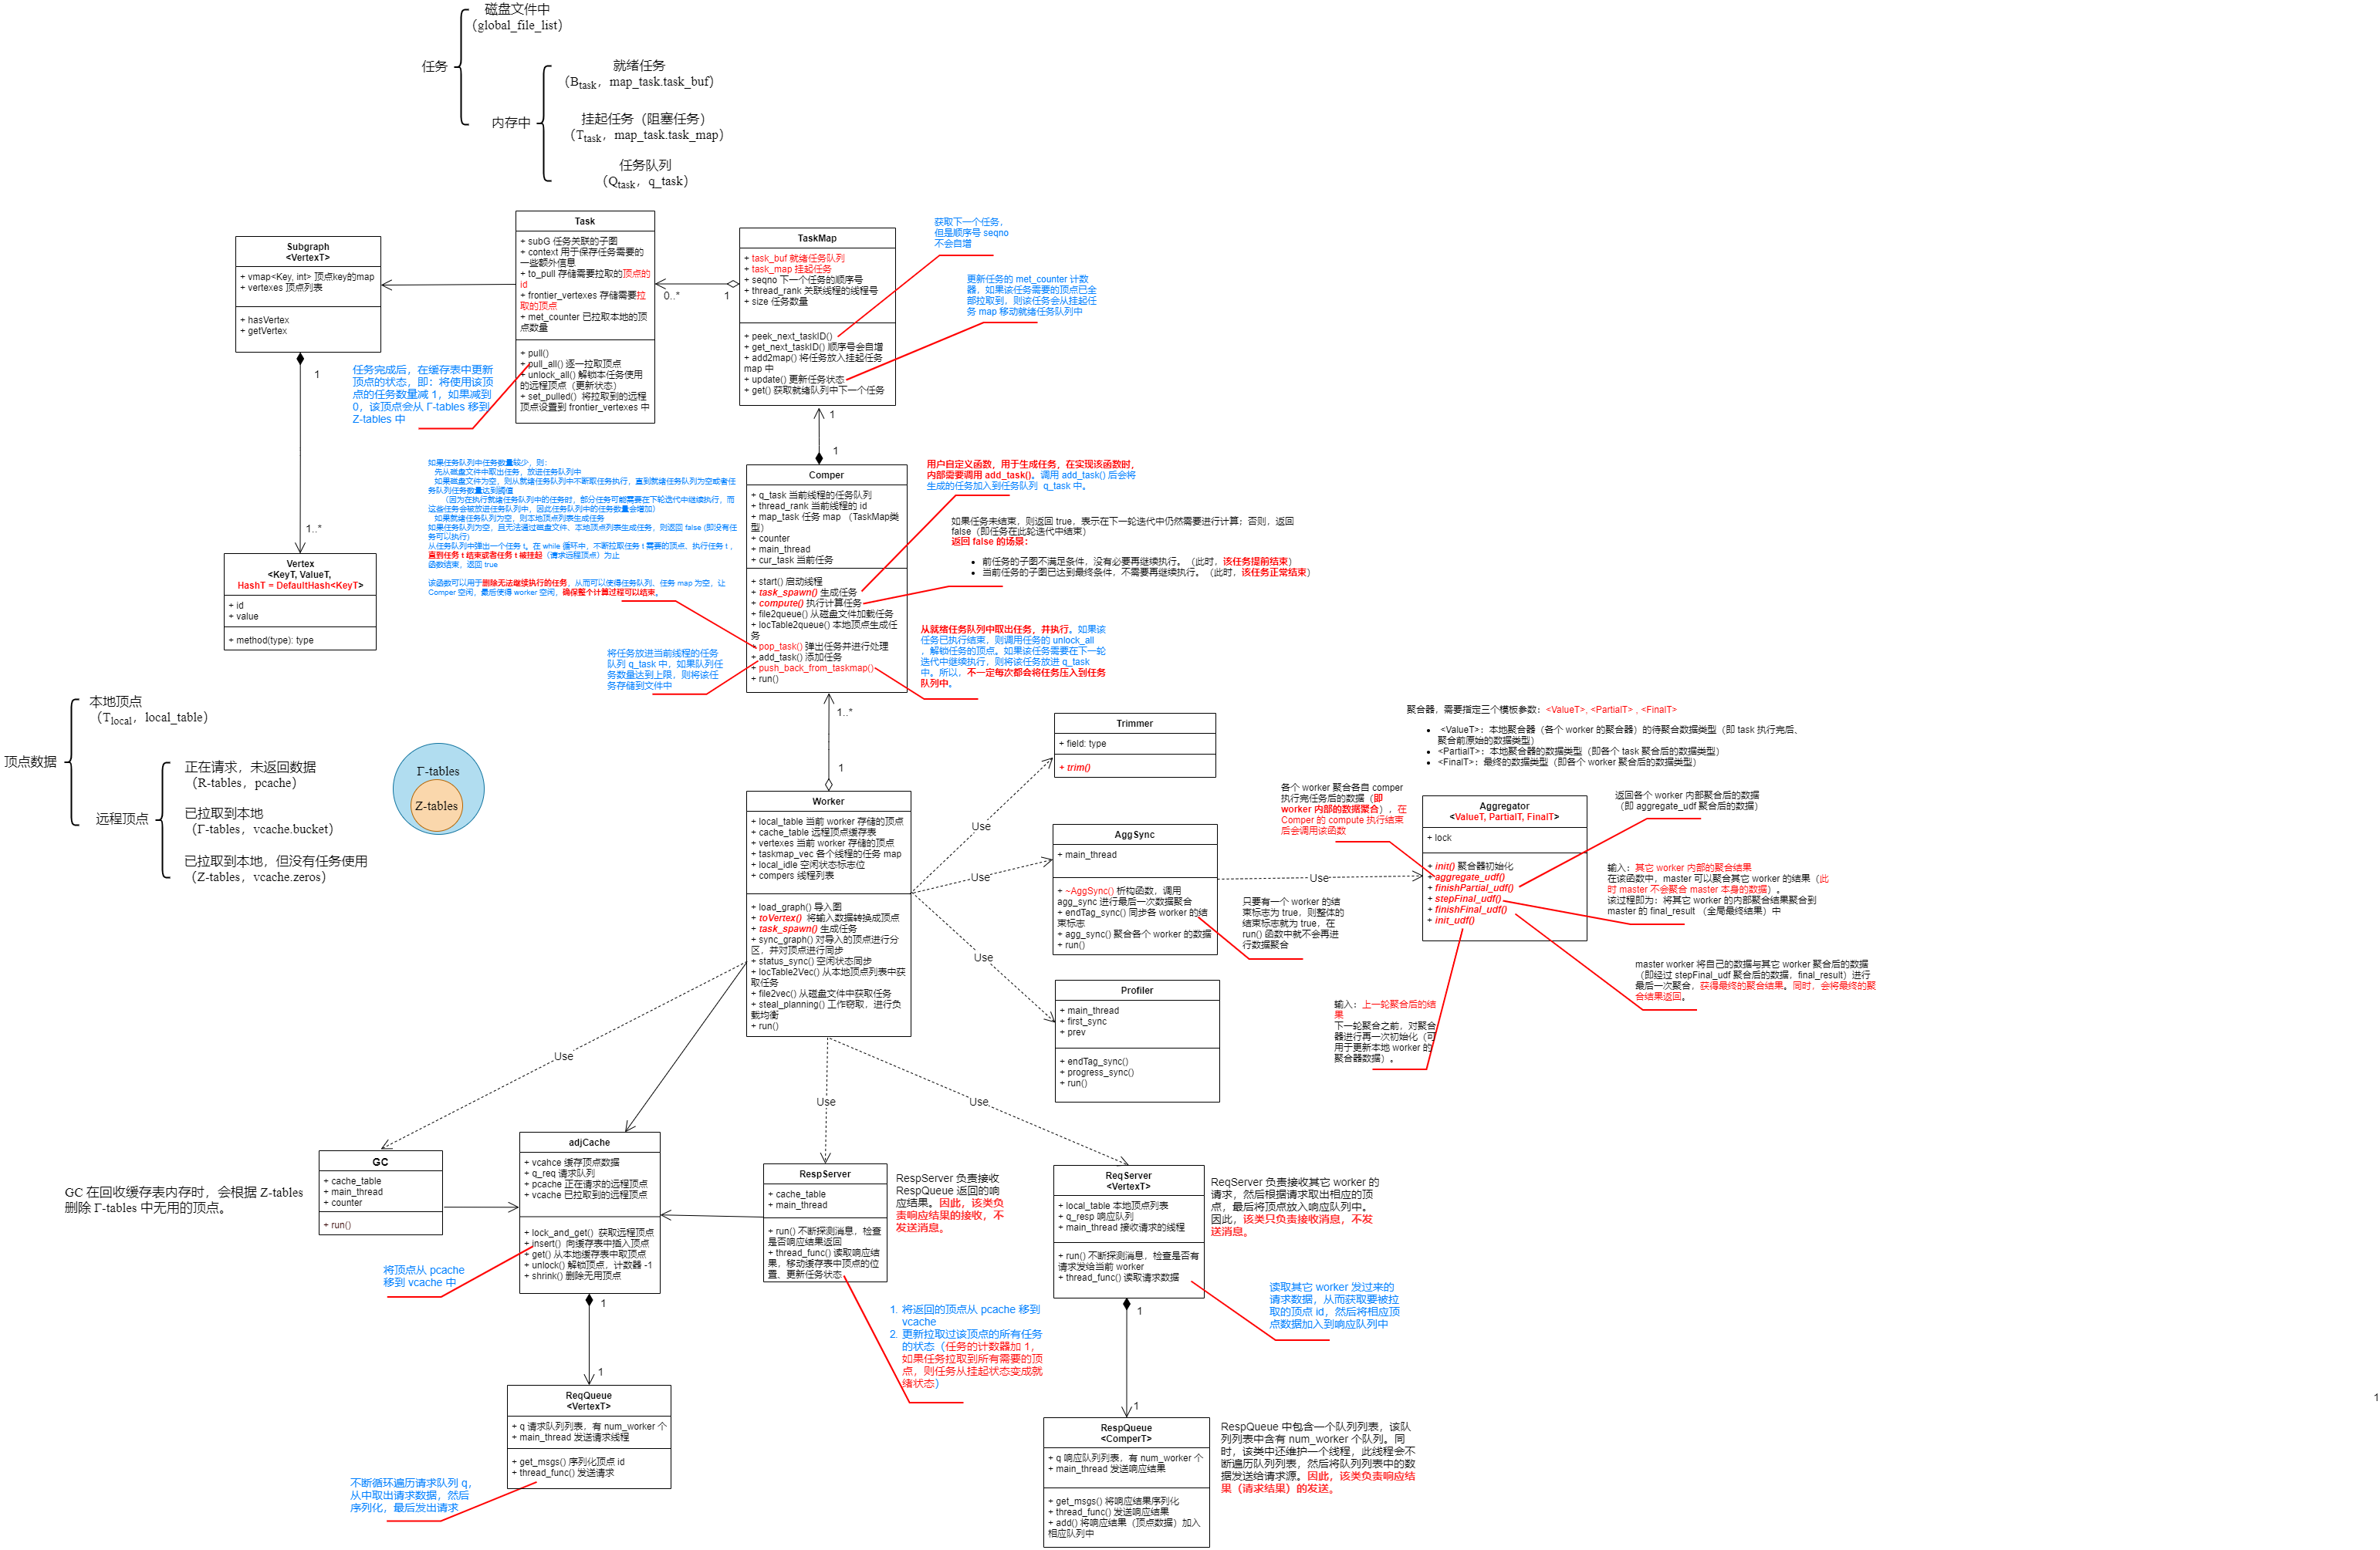 磁盘文件中
（global_file_list）
任务
就绪任务
（Btask，map_task.task_buf）
内存中
挂起任务（阻塞任务）
（Ttask，map_task.task_map）
任务队列
（Qtask，q_task）
Subgraph
<VertexT>
+ vmap<Key, int> 顶点key的map
+ vertexes 顶点列表
+ hasVertex
+ getVertex
1
1..*
Task
+ subG 任务关联的子图
+ context 用于保存任务需要的
一些额外信息
+ to_pull 存储需要拉取的顶点的
id
+ frontier_vertexes 存储需要拉
取的顶点
+ met_counter 已拉取本地的顶
点数量
+ pull()
+ pull_all() 逐一拉取顶点
+ unlock_all() 解锁本任务使用
的远程顶点（更新状态）
+ set_pulled() 将拉取到的远程
顶点设置到 frontier_vertexes 中
0..*
1
TaskMap
+ task_buf 就绪任务队列
+ task_map 挂起任务
+ seqno 下一个任务的顺序号
+ thread_rank 关联线程的线程号
+ size 任务数量
+ peek_next_taskID()
+ get_next_taskID() 顺序号会自增
+ add2map() 将任务放入挂起任务
map 中
+ update() 更新任务状态
+ get() 获取就绪队列中下一个任务
获取下一个任务，
但是顺序号 seqno
不会自增
更新任务的 met_counter 计数
器，如果该任务需要的顶点已全
部拉取到，则该任务会从挂起任
务 map 移动就绪任务队列中
任务完成后，在缓存表中更新
顶点的状态，即：将使用该顶
点的任务数量减 1，如果减到
0，该顶点会从 Γ-tables 移到
Z-tables 中
1
1
Vertex
<KeyT, ValueT,
HashT = DefaultHash<KeyT>
+ id
+ value
+ method(type): type
如果任务队列中任务数量较少，则：
先从磁盘文件中取出任务，放进任务队列中
如果磁盘文件为空，则从就绪任务队列中不断取任务执行，直到就绪任务队列为空或者任
务队列任务数量达到阈值
（因为在执行就绪任务队列中的任务时，部分任务可能需要在下轮迭代中继续执行，而
这些任务会被放进任务队列中，因此任务队列中的任务数量会增加）
如果就绪任务队列为空，则本地顶点列表生成任务
如果任务队列为空，且无法通过磁盘文件、本地顶点列表生成任务，则返回 false (即没有任
务可以执行)
从任务队列中弹出一个任务 t。在 while 循环中，不断拉取任务 t 需要的顶点、执行任务 t，
直到任务 t 结束或者任务 t 被挂起（请求远程顶点）为止
函数结束，返回 true
该函数可以用于删除无法继续执行的任务，从而可以使得任务队列、任务 map 为空，让
Comper 空闲，最后使得 worker 空闲，确保整个计算过程可以结束。
Comper
+ q_task 当前线程的任务队列
+ thread_rank 当前线程的 id
+ map_task 任务 map （TaskMap类
型）
+ counter
+ main_thread
+ cur_task 当前任务
+ start() 启动线程
+ task_spawn() 生成任务
+ compute() 执行计算任务
+ file2queue() 从磁盘文件加载任务
+ locTable2queue() 本地顶点生成任
务
+ pop_task() 弹出任务并进行处理
+ add_task() 添加任务
+ push_back_from_taskmap()
+ run()
用户自定义函数，用于生成任务，在实现该函数时，
内部需要调用 add_task()。调用 add_task() 后会将
生成的任务加入到任务队列 q_task 中。
如果任务未结束，则返回 true，表示在下一轮迭代中仍然需要进行计算；否则，返回
false（即任务在此轮迭代中结束）
返回 false 的场景：
• 前任务的子图不满足条件，没有必要再继续执行。（此时，该任务提前结束）
• 当前任务的子图已达到最终条件，不需要再继续执行。（此时，该任务正常结束）
从就绪任务队列中取出任务，并执行。如果该
任务已执行结束，则调用任务的 unlock_all
，解锁任务的顶点。如果该任务需要在下一轮
迭代中继续执行，则将该任务放进 q_task
中。所以，不一定每次都会将任务压入到任务
队列中。
将任务放进当前线程的任务
队列 q_task 中，如果队列任
务数量达到上限，则将该任
务存储到文件中
1..*
1
顶点数据
本地顶点
（Tlocal，local_table）
远程顶点
正在请求，未返回数据
（R-tables，pcache）
已拉取到本地
（Γ-tables，vcache.bucket）
已拉取到本地，但没有任务使用
（Z-tables，vcache.zeros）
Γ-tables
Z-tables
Worker
+ local_table 当前 worker 存储的顶点
+ cache_table 远程顶点缓存表
+ vertexes 当前 worker 存储的顶点
+ taskmap_vec 各个线程的任务 map
+ local_idle 空闲状态标志位
+ compers 线程列表
+ load_graph() 导入图
+ toVertex() 将输入数据转换成顶点
+ task_spawn() 生成任务
+ sync_graph() 对导入的顶点进行分
区，并对顶点进行同步
+ status_sync() 空闲状态同步
+ locTable2Vec() 从本地顶点列表中获
取任务
+ file2vec() 从磁盘文件中获取任务
+ steal_planning() 工作窃取，进行负
载均衡
+ run()
Use
Use
Use
Use
Use
Use
Use
Trimmer
+ field: type
+ trim()
AggSync
+ main_thread
+ ~AggSync() 析构函数，调用
agg_sync 进行最后一次数据聚合
+ endTag_sync() 同步各 worker 的结
束标志
+ agg_sync() 聚合各个 worker 的数据
+ run()
只要有一个 worker 的结
束标志为 true，则整体的
结束标志就为 true，在
run() 函数中就不会再进
行数据聚合
Profiler
+ main_thread
+ first_sync
+ prev
+ endTag_sync()
+ progress_sync()
+ run()
聚合器，需要指定三个模板参数：<ValueT>, <PartialT> , <FinalT>
• <ValueT>：本地聚合器（各个 worker 的聚合器）的待聚合数据类型（即 task 执行完后、
聚合前原始的数据类型）
• <PartialT>：本地聚合器的数据类型（即各个 task 聚合后的数据类型）
• <FinalT>：最终的数据类型（即各个 worker 聚合后的数据类型）
各个 worker 聚合各自 comper
执行完任务后的数据（即
worker 内部的数据聚合），在
Comper 的 compute 执行结束
后会调用该函数
Aggregator
<ValueT, PartialT, FinalT>
+ lock
+ init() 聚合器初始化
+ aggregate_udf()
+ finishPartial_udf()
+ stepFinal_udf()
+ finishFinal_udf()
+ init_udf()
返回各个 worker 内部聚合后的数据
（即 aggregate_udf 聚合后的数据）
输入：其它 worker 内部的聚合结果
在该函数中，master 可以聚合其它 worker 的结果（此
时 master 不会聚合 master 本身的数据）。
该过程即为：将其它 worker 的内部聚合结果聚合到
master 的 final_result （全局最终结果）中
master worker 将自己的数据与其它 worker 聚合后的数据
（即经过 stepFinal_udf 聚合后的数据，final_result）进行
最后一次聚合，获得最终的聚合结果。同时，会将最终的聚
合结果返回。
输入：上一轮聚合后的结
果
下一轮聚合之前，对聚合
器进行再一次初始化（可
用于更新本地 worker 的
聚合器数据）。
GC 在回收缓存表内存时，会根据 Z-tables
删除 Γ-tables 中无用的顶点。
GC
+ cache_table
+ main_thread
+ counter
+ run()
adjCache
+ vcahce 缓存顶点数据
+ q_req 请求队列
+ pcache 正在请求的远程顶点
+ vcache 已拉取到的远程顶点
+ lock_and_get() 获取远程顶点
+ insert() 向缓存表中插入顶点
+ get() 从本地缓存表中取顶点
+ unlock() 解锁顶点，计数器 -1
+ shrink() 删除无用顶点
将顶点从 pcache
移到 vcache 中
1
1
RespServer
+ cache_table
+ main_thread
+ run() 不断探测消息，检查
是否响应结果返回
+ thread_func() 读取响应结
果，移动缓存表中顶点的位
置、更新任务状态
RespServer 负责接收
RespQueue 返回的响
应结果。因此，该类负
责响应结果的接收，不
发送消息。
1. 将返回的顶点从 pcache 移到
vcache
2. 更新拉取过该顶点的所有任务
的状态（任务的计数器加 1，
如果任务拉取到所有需要的顶
点，则任务从挂起状态变成就
绪状态）
ReqServer
<VertexT>
+ local_table 本地顶点列表
+ q_resp 响应队列
+ main_thread 接收请求的线程
+ run() 不断探测消息，检查是否有
请求发给当前 worker
+ thread_func() 读取请求数据
ReqServer 负责接收其它 worker 的
请求，然后根据请求取出相应的顶
点，最后将顶点放入响应队列中。
因此，该类只负责接收消息，不发
送消息。
读取其它 worker 发过来的
请求数据，从而获取要被拉
取的顶点 id，然后将相应顶
点数据加入到响应队列中
1
1
ReqQueue
<VertexT>
+ q 请求队列列表，有 num_worker 个
+ main_thread 发送请求线程
+ get_msgs() 序列化顶点 id
+ thread_func() 发送请求
不断循环遍历请求队列 q，
从中取出请求数据，然后
序列化，最后发出请求
RespQueue
<ComperT>
+ q 响应队列列表，有 num_worker 个
+ main_thread 发送响应结果
+ get_msgs() 将响应结果序列化
+ thread_func() 发送响应结果
+ add() 将响应结果（顶点数据）加入
相应队列中
RespQueue 中包含一个队列列表，该队
列列表中含有 num_worker 个队列。同
时，该类中还维护一个线程，此线程会不
断遍历队列列表，然后将队列列表中的数
据发送给请求源。因此，该类负责响应结
果（请求结果）的发送。
1